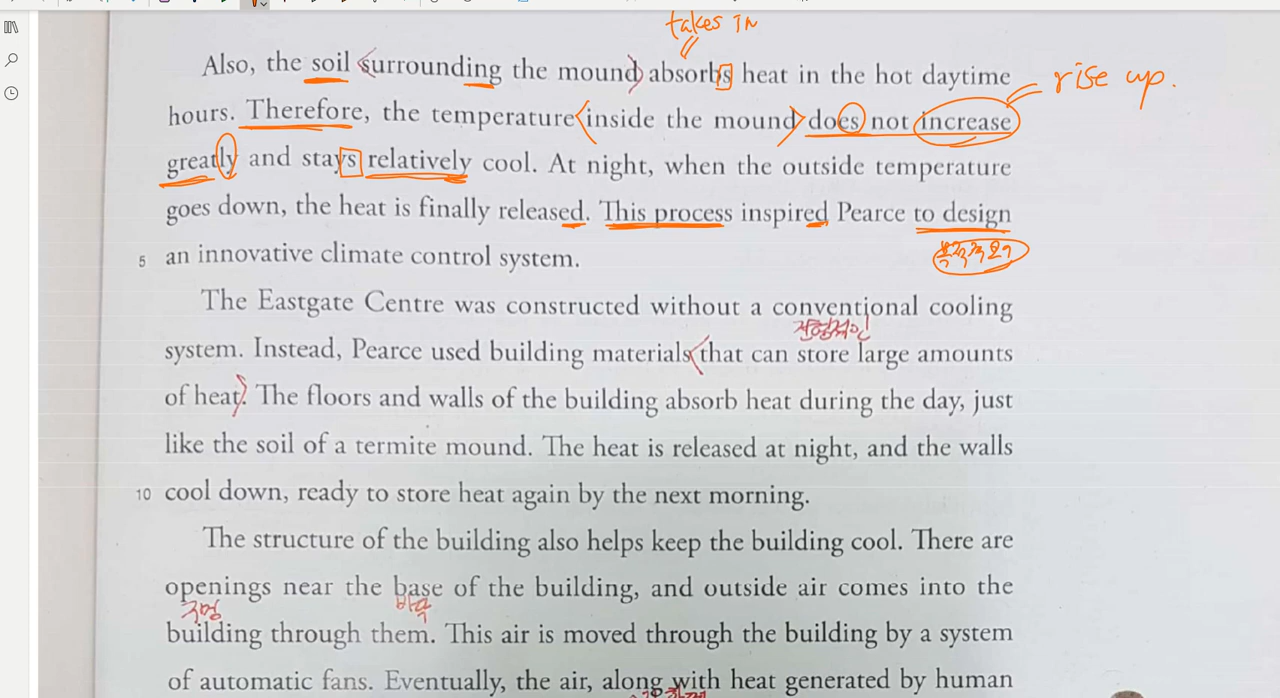 takes IN
Also, the soil surrounding the mound absorbs heat in the hot daytime
rise up.
hours. Therefore, the temperature inside the mound does not increase
greatly and stays relatively cool. At night, when the outside temperature
goes down, the heat is finally released. This process inspired Pearce to design
목적격보어
5 an innovative climate control system.
The Eastgate Centre was constructed without a conventional cooling
system. Instead, Pearce used building materials that can store large amounts
of heat. The floors and walls of the building absorb heat during the day, just
like the soil of a termite mound. The heat is released at night, and the walls
10 cool down, ready to store heat again by the next morning.
The structure of the building also helps keep the building cool. There are
openings near the base of the building, and outside air comes into the
구멍
building through them. This air is moved through the building by a system
of automatic fans. Eventually, the air, along with heat generated by human